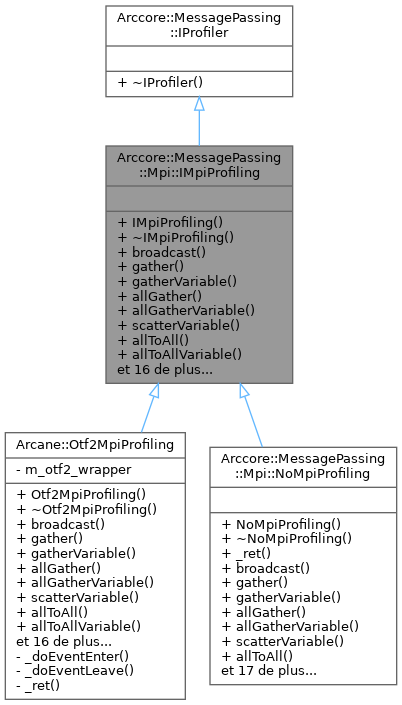 Arccore::MessagePassing
::IProfiler
+ ~IProfiler()
Arccore::MessagePassing
::Mpi::IMpiProfiling
+ IMpiProfiling()
+ ~IMpiProfiling()
+ broadcast()
+ gather()
+ gatherVariable()
+ allGather()
+ allGatherVariable()
+ scatterVariable()
+ allToAll()
+ allToAllVariable()
et 16 de plus...
Arcane::Otf2MpiProfiling
- m_otf2_wrapper
+ Otf2MpiProfiling()
+ ~Otf2MpiProfiling()
+ broadcast()
+ gather()
+ gatherVariable()
+ allGather()
+ allGatherVariable()
+ scatterVariable()
+ allToAll()
+ allToAllVariable()
et 16 de plus...
- _doEventEnter()
- _doEventLeave()
- _ret()
Arccore::MessagePassing
::Mpi::NoMpiProfiling
+ NoMpiProfiling()
+ ~NoMpiProfiling()
+ _ret()
+ broadcast()
+ gather()
+ gatherVariable()
+ allGather()
+ allGatherVariable()
+ scatterVariable()
+ allToAll()
et 17 de plus...